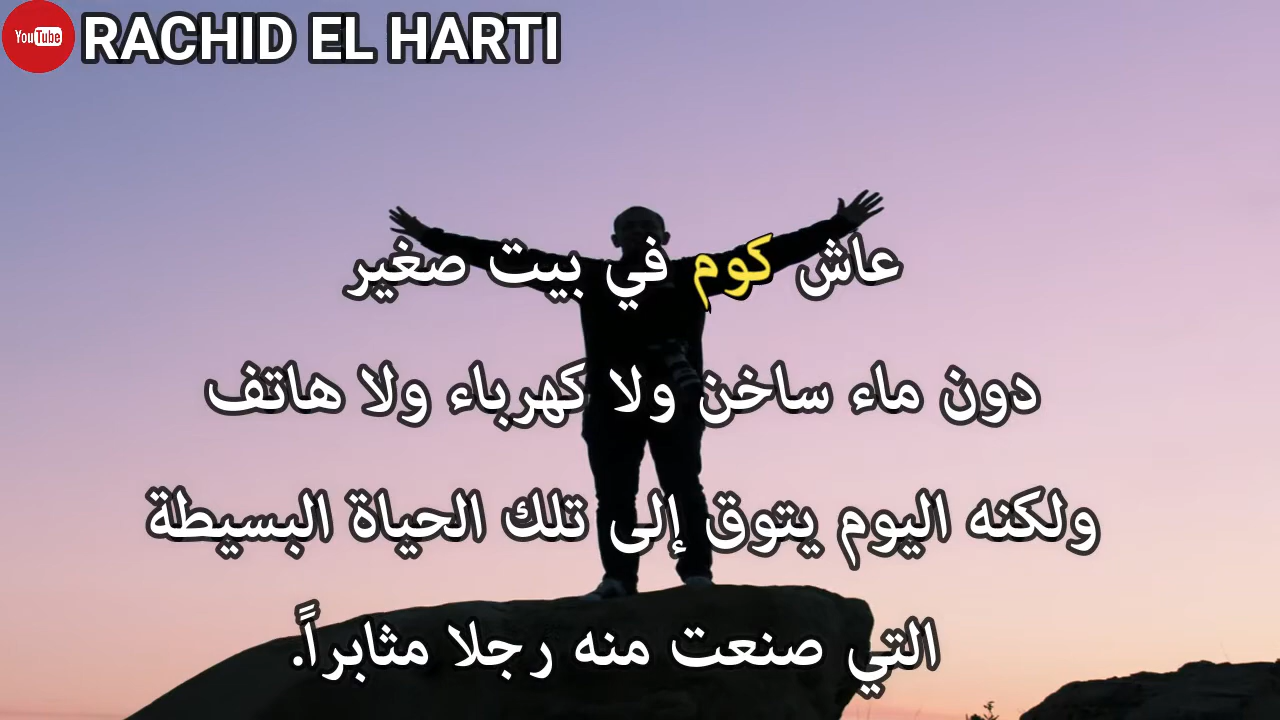 YouTube RACHID EL HARTI
عاش كوم في بيت صغير
دون ماء ساخن ولا كهرباء ولا هاتف
ولكنه اليوم يتوق إلى تلك الحياة البسيطة
التي صنعت منه رجلا مثابراً.